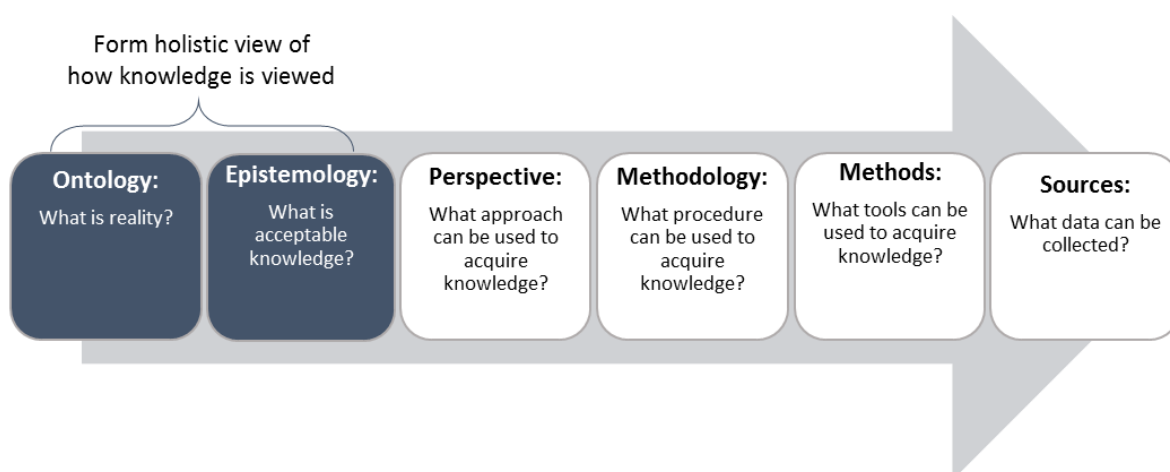 Form holistic view of
how knowledge is viewed
Ontology:
What is reality?
Epistemology:
What is
acceptable
knowledge?
Perspective:
What approach
can be used to
acquire
knowledge?
Methodology:
What procedure
can be used to
acquire
knowledge?
Methods:
What tools can be
used to acquire
knowledge?
Sources:
What data can be
collected?